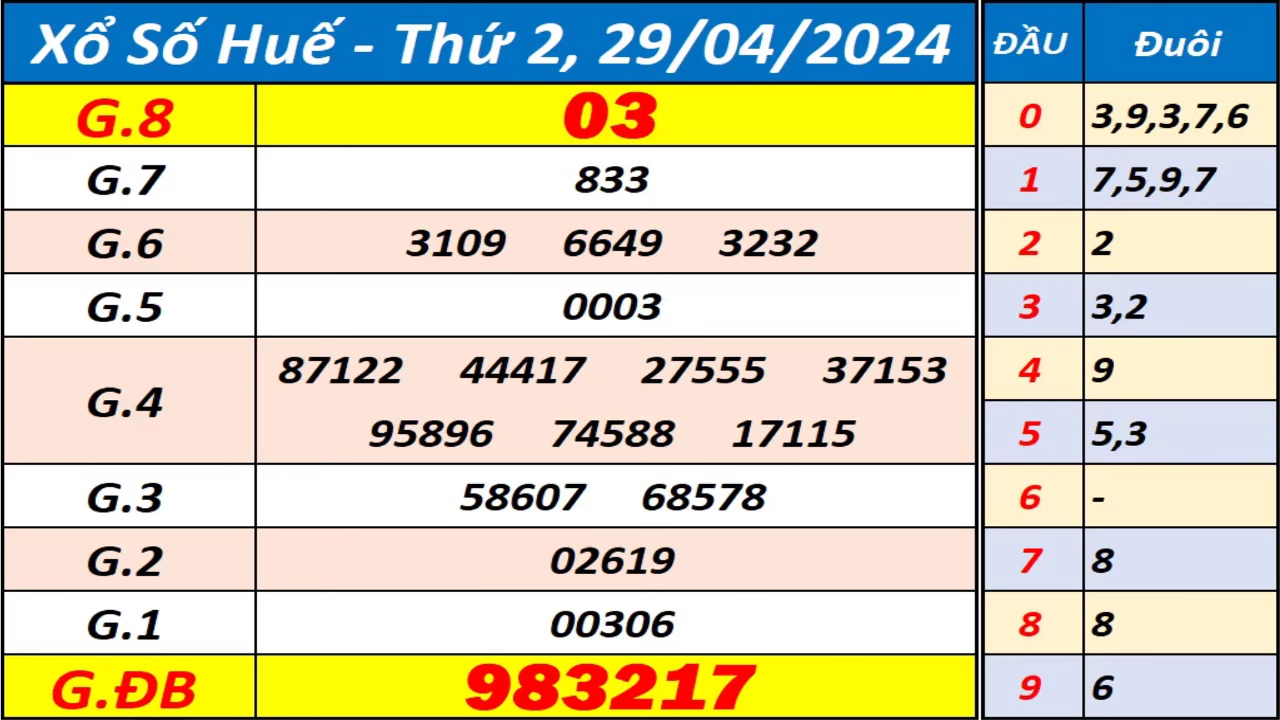 Xổ Số Huế - Thứ 2, 29/04/2024
G.8 03
G.7 833
G.6 3109 6649 3232
G.5 0003
G.4 87122 44417 27555 37153
95896 74588 17115
G.3 58607 68578
G.2 02619
G.1 00306
G.ĐB 983217
ĐẦU Đuôi
0 3,9,3,7,6
1 7,5,9,7
2 2
3 3,2
4 9
5 5,3
6 -
7 8
8 8
9 6